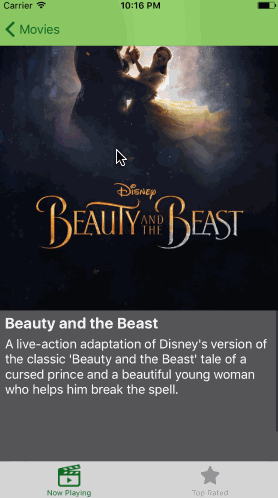 Carrier 10:16 PM
Movies
Disney
BEAUTY AND THE BEAST
Beauty and the Beast
A live-action adaptation of Disney's version of
the classic 'Beauty and the Beast' tale of a
cursed prince and a beautiful young woman
who helps him break the spell.
Now Playing Top Rated